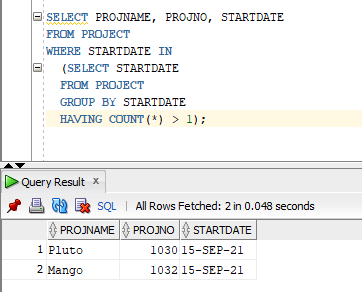 SELECT PROJNAME, PROJNO, STARTDATE
FROM PROJECT
WHERE STARTDATE IN
(SELECT STARTDATE
FROM PROJECT
GROUP BY STARTDATE
HAVING COUNT(*) > 1);
Query Result x
SQL | All Rows Fetched: 2 in 0.048 seconds
PROJNAME PROJNO STARTDATE
1 Pluto 1030 15-SEP-21
2 Mango 1032 15-SEP-21